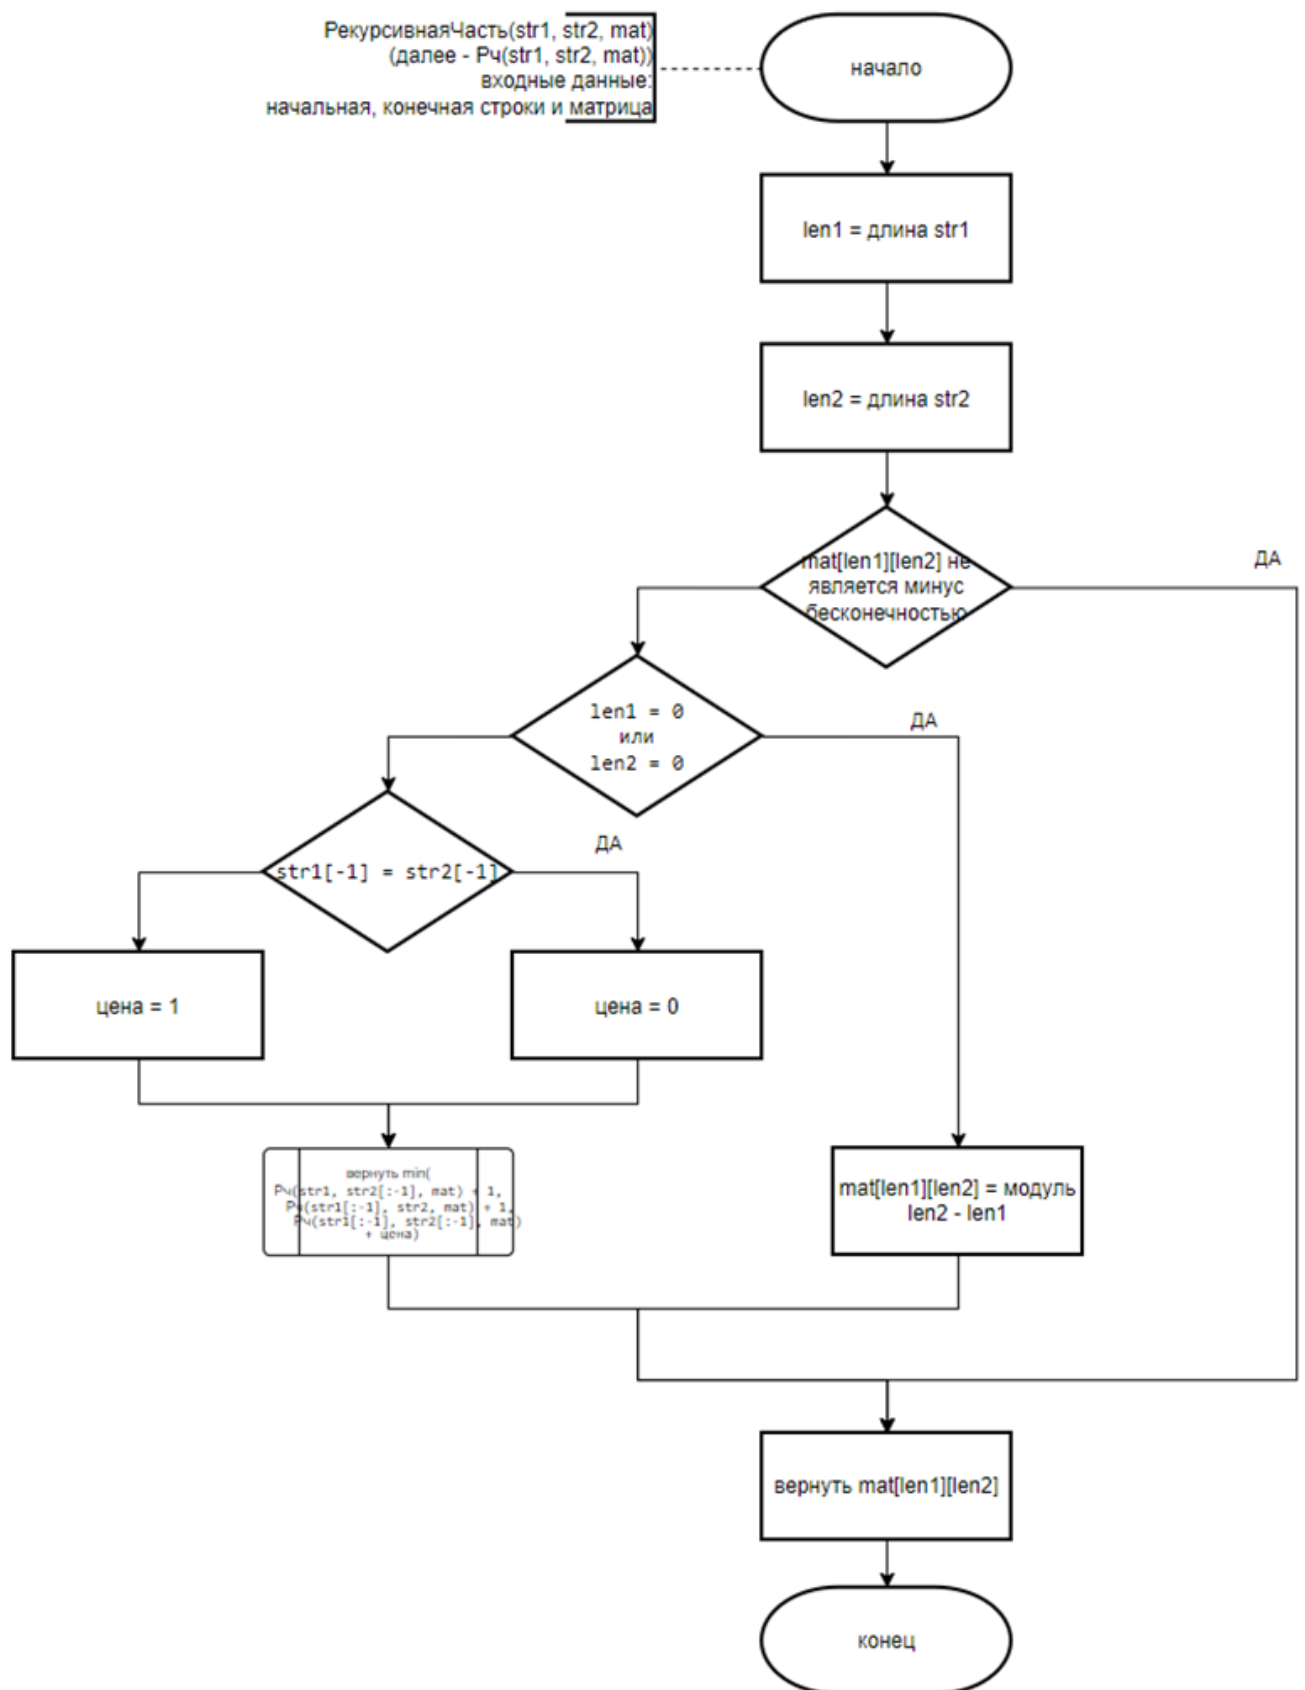 РекурсивнаяЧасть(str1, str2, mat)
(далее - Рч(str1, str2, mat))
входные данные:
начальная, конечная строки и матрица
начало
len1 = длина str1
len2 = длина str2
mat[len1][len2] не
является минус
бесконечностью
ДА
len1 = 0
или
len2 = 0
ДА
str1[-1] = str2[-1]
ДА
цена = 1
цена = 0
вернуть min(
Рч(str1, str2[:-1], mat) + 1,
Рч(str1[:-1], str2, mat) + 1,
Рч(str1[:-1], str2[:-1], mat)
+ цена)
mat[len1][len2] = модуль
len2 - len1
вернуть mat[len1][len2]
конец